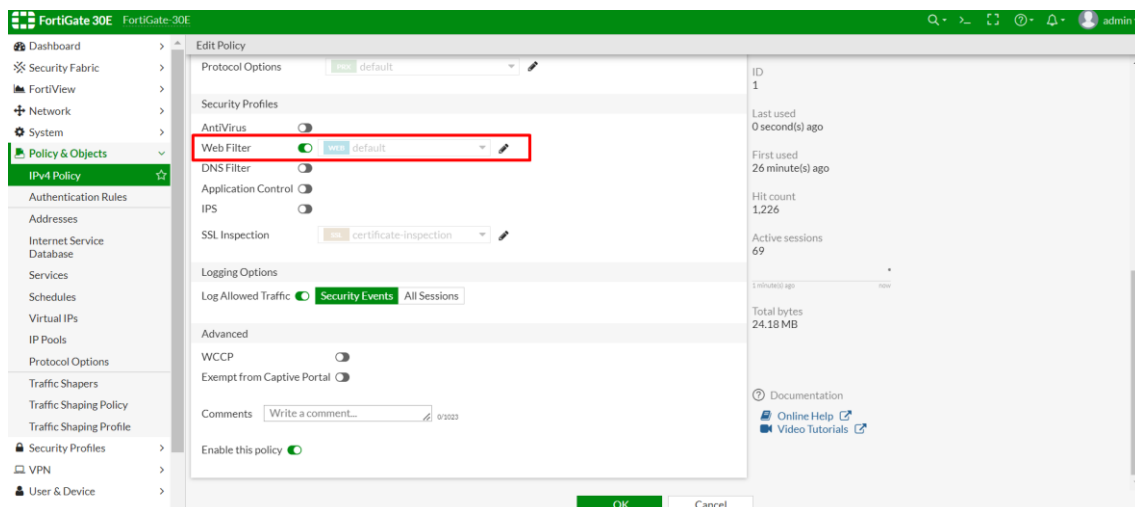 FortiGate 30E FortiGate-30E
>_ admin
Dashboard
Security Fabric
FortiView
Network
System
Policy & Objects
IPv4 Policy
Authentication Rules
Addresses
Internet Service
Database
Services
Schedules
Virtual IPs
IP Pools
Protocol Options
Traffic Shapers
Traffic Shaping Policy
Traffic Shaping Profile
Security Profiles
VPN
User & Device
Edit Policy
Protocol Options default
Security Profiles
AntiVirus
Web Filter WEB default
DNS Filter
Application Control
IPS
SSL Inspection SSL certificate-inspection
Logging Options
Log Allowed Traffic Security Events All Sessions
Advanced
WCCP
Exempt from Captive Portal
Comments Write a comment... 0/1023
Enable this policy
OK Cancel
ID
1
Last used
0 second(s) ago
First used
26 minute(s) ago
Hit count
1,226
Active sessions
69
1 minute(s) ago now
Total bytes
24.18 MB
Documentation
Online Help
Video Tutorials